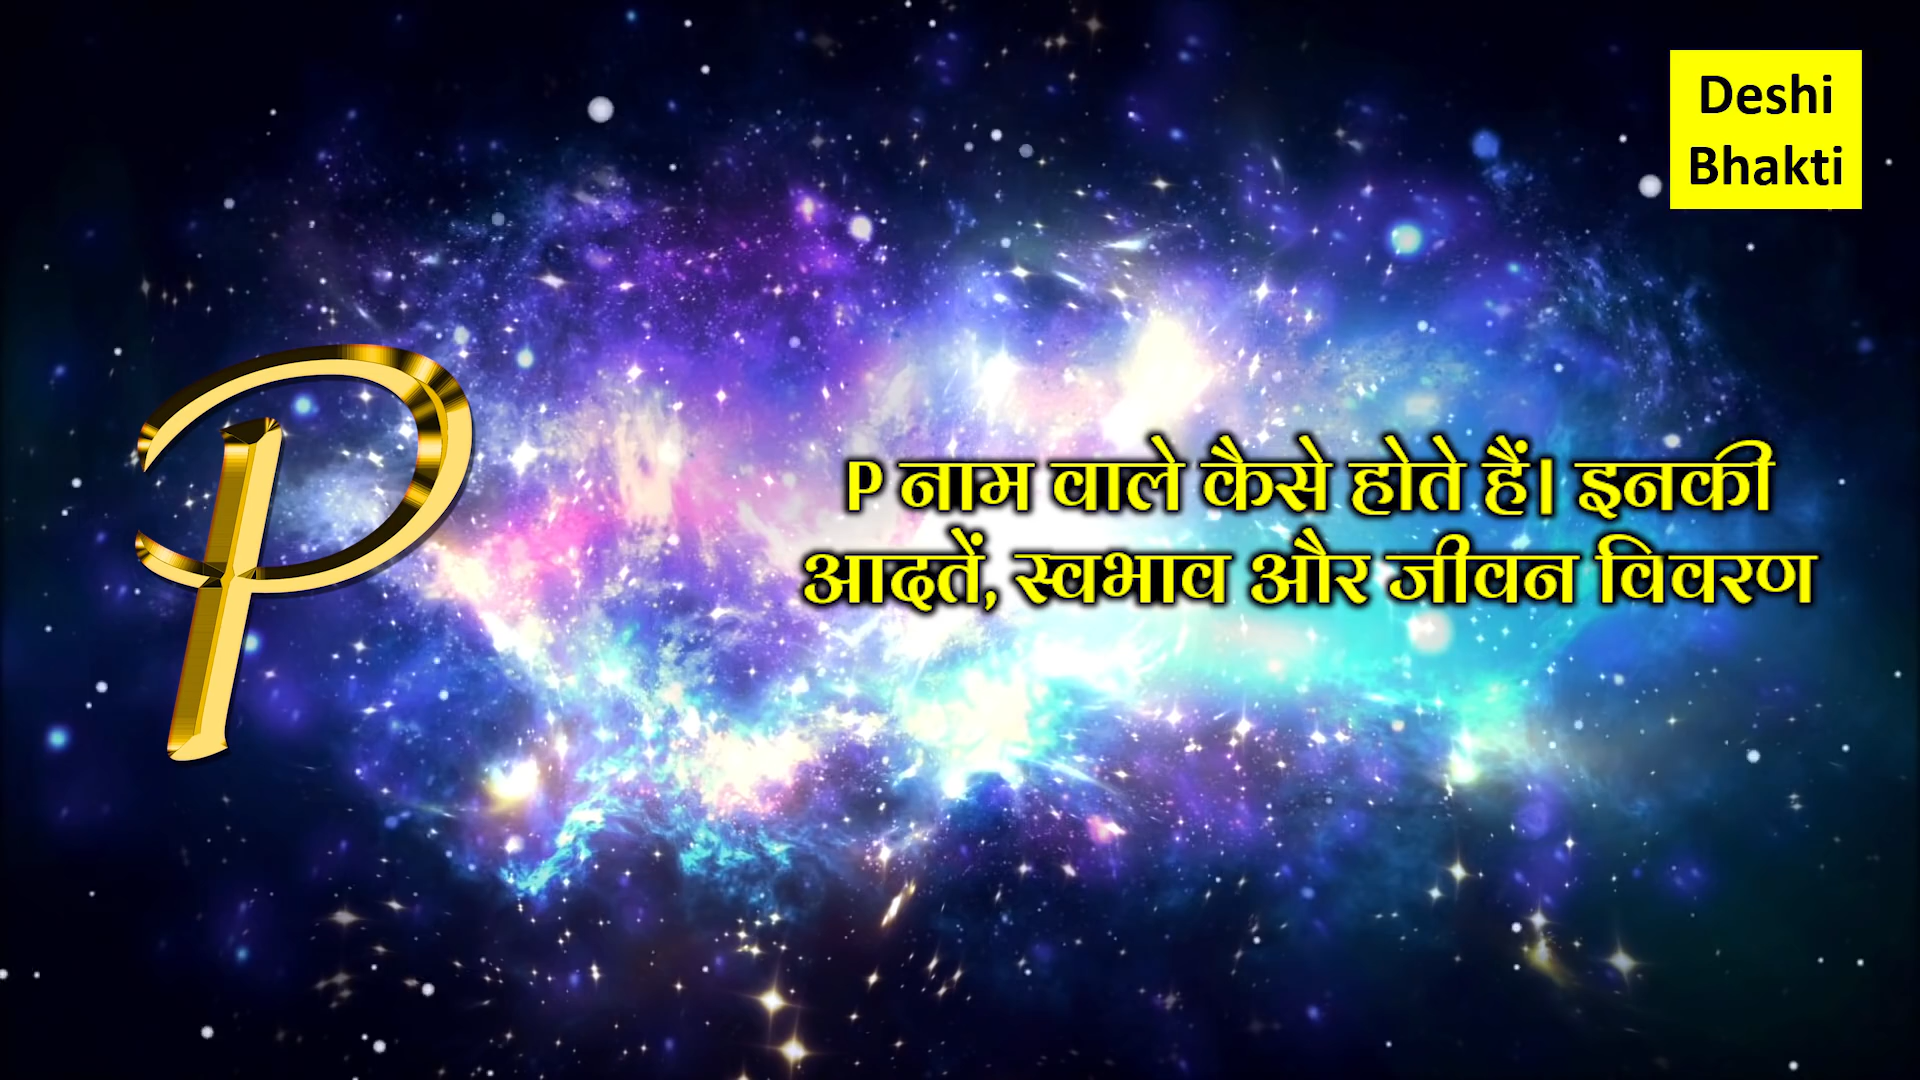 Deshi
Bhakti
P
P नाम वाले कैसे होते हैं। इनकी
आदतें, स्वभाव और जीवन विवरण